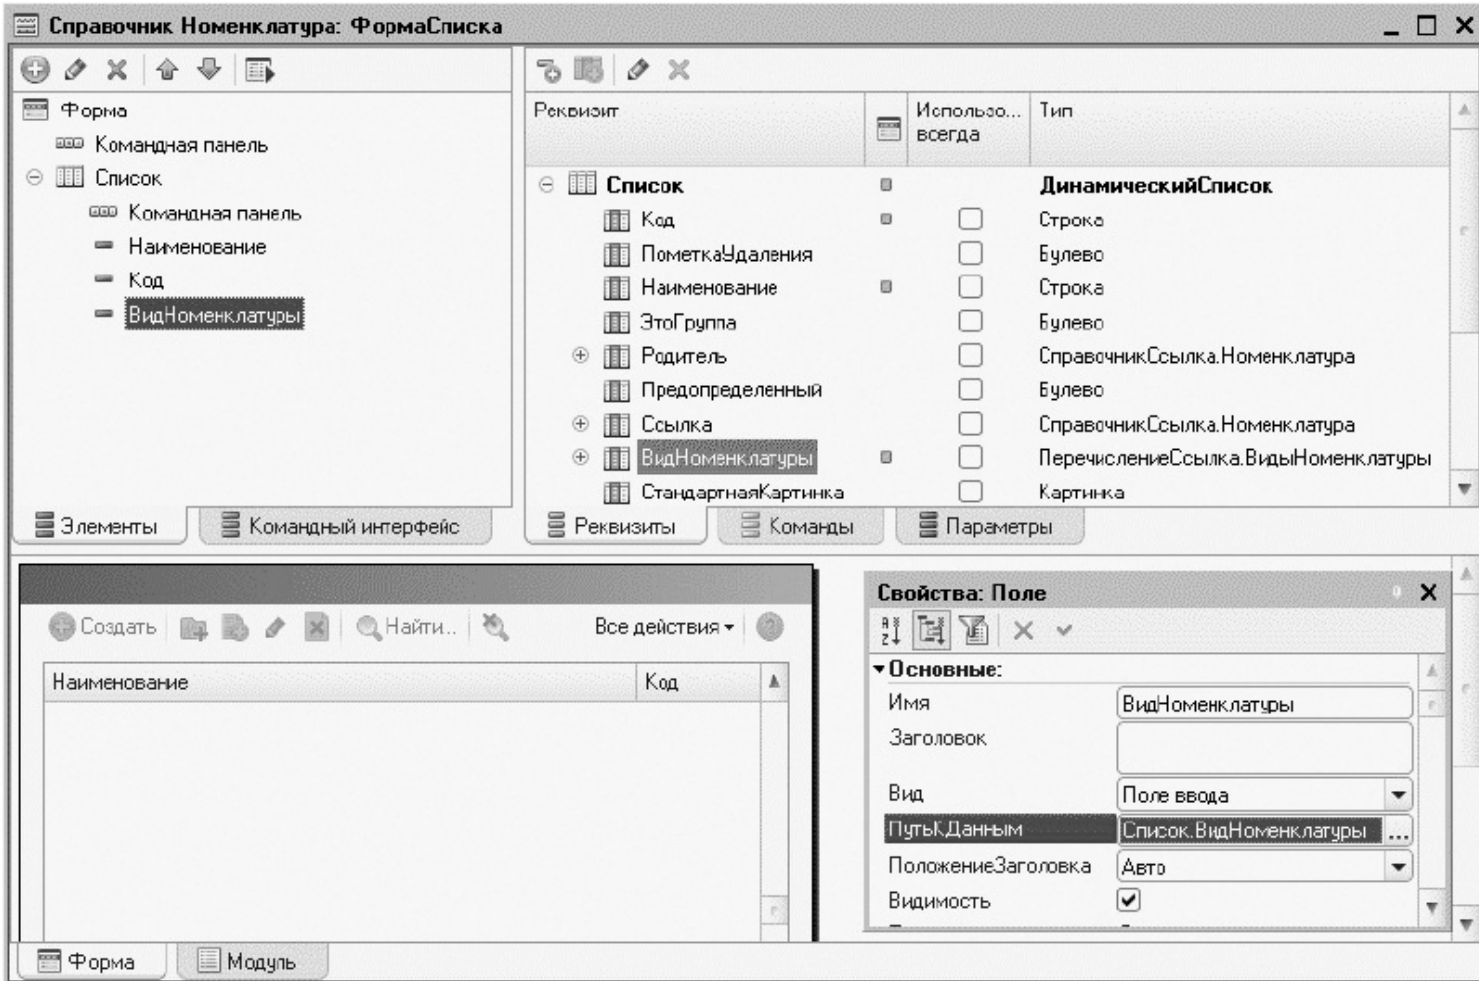 Справочник Номенклатура: ФормаСписка
Форма
Командная панель
Список
Командная панель
Наименование
Код
ВидНоменклатуры
Элементы
Командный интерфейс
Реквизит
Использо... всегда
Тип
Список ДинамическийСписок
Код Строка
ПометкаУдаления Булево
Наименование Строка
ЭтоГруппа Булево
Родитель СправочникСсылка.Номенклатура
Предопределенный Булево
Ссылка СправочникСсылка.Номенклатура
ВидНоменклатуры ПеречислениеСсылка.ВидыНоменклатуры
СтандартнаяКартинка Картинка
Реквизиты
Команды
Параметры
Создать
Найти...
Все действия
Наименование
Код
Свойства: Поле
Основные:
Имя ВидНоменклатуры
Заголовок
Вид Поле ввода
ПутьКДанным Список.ВидНоменклатуры ...
ПоложениеЗаголовка Авто
Видимость
Форма
Модуль